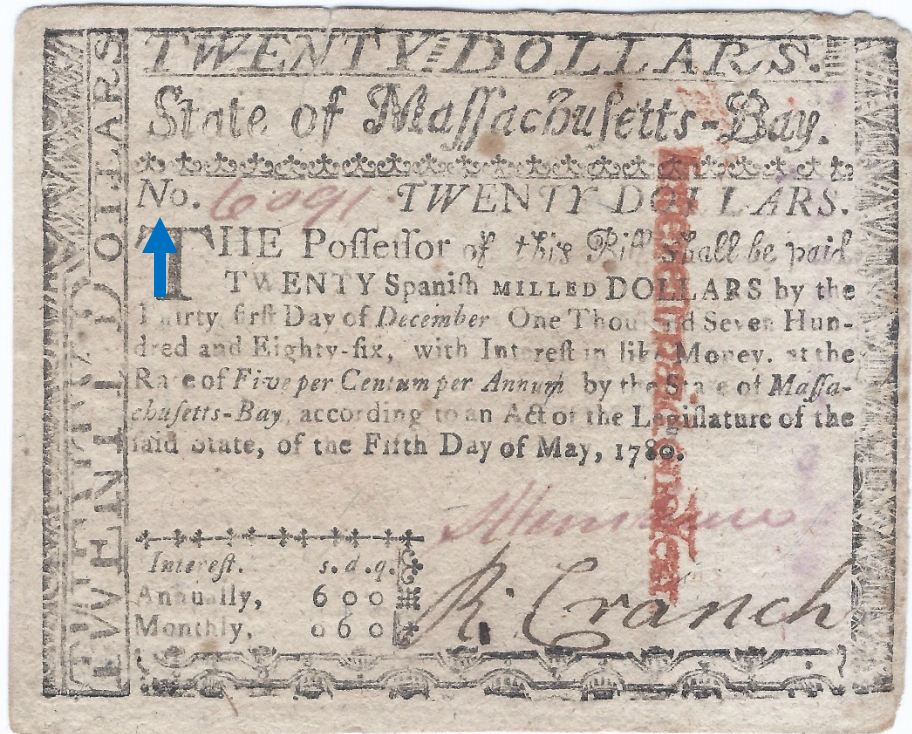 TWENTY DOLLARS.
TWENTY DOLLARS
State of Maſſachuſetts-Bay.
No. 6091 TWENTY DOLLARS.
THE Poſſeſſor of this Bill ſhall be paid
TWENTY Spaniſh MILLED DOLLARS by the
Thirty firſt Day of December One Thouſand Seven Hun-
dred and Eighty-ſix, with Intereſt in like Money, at the
Rate of Five per Centum per Annum by the State of Maſſa-
chuſetts-Bay, according to an Act of the Legiſlature of the
ſaid State, of the Fifth Day of May, 1780.
Intereſt. s. d. q.
Annually, 6 0 0
Monthly, 0 6 0
R. Cranch